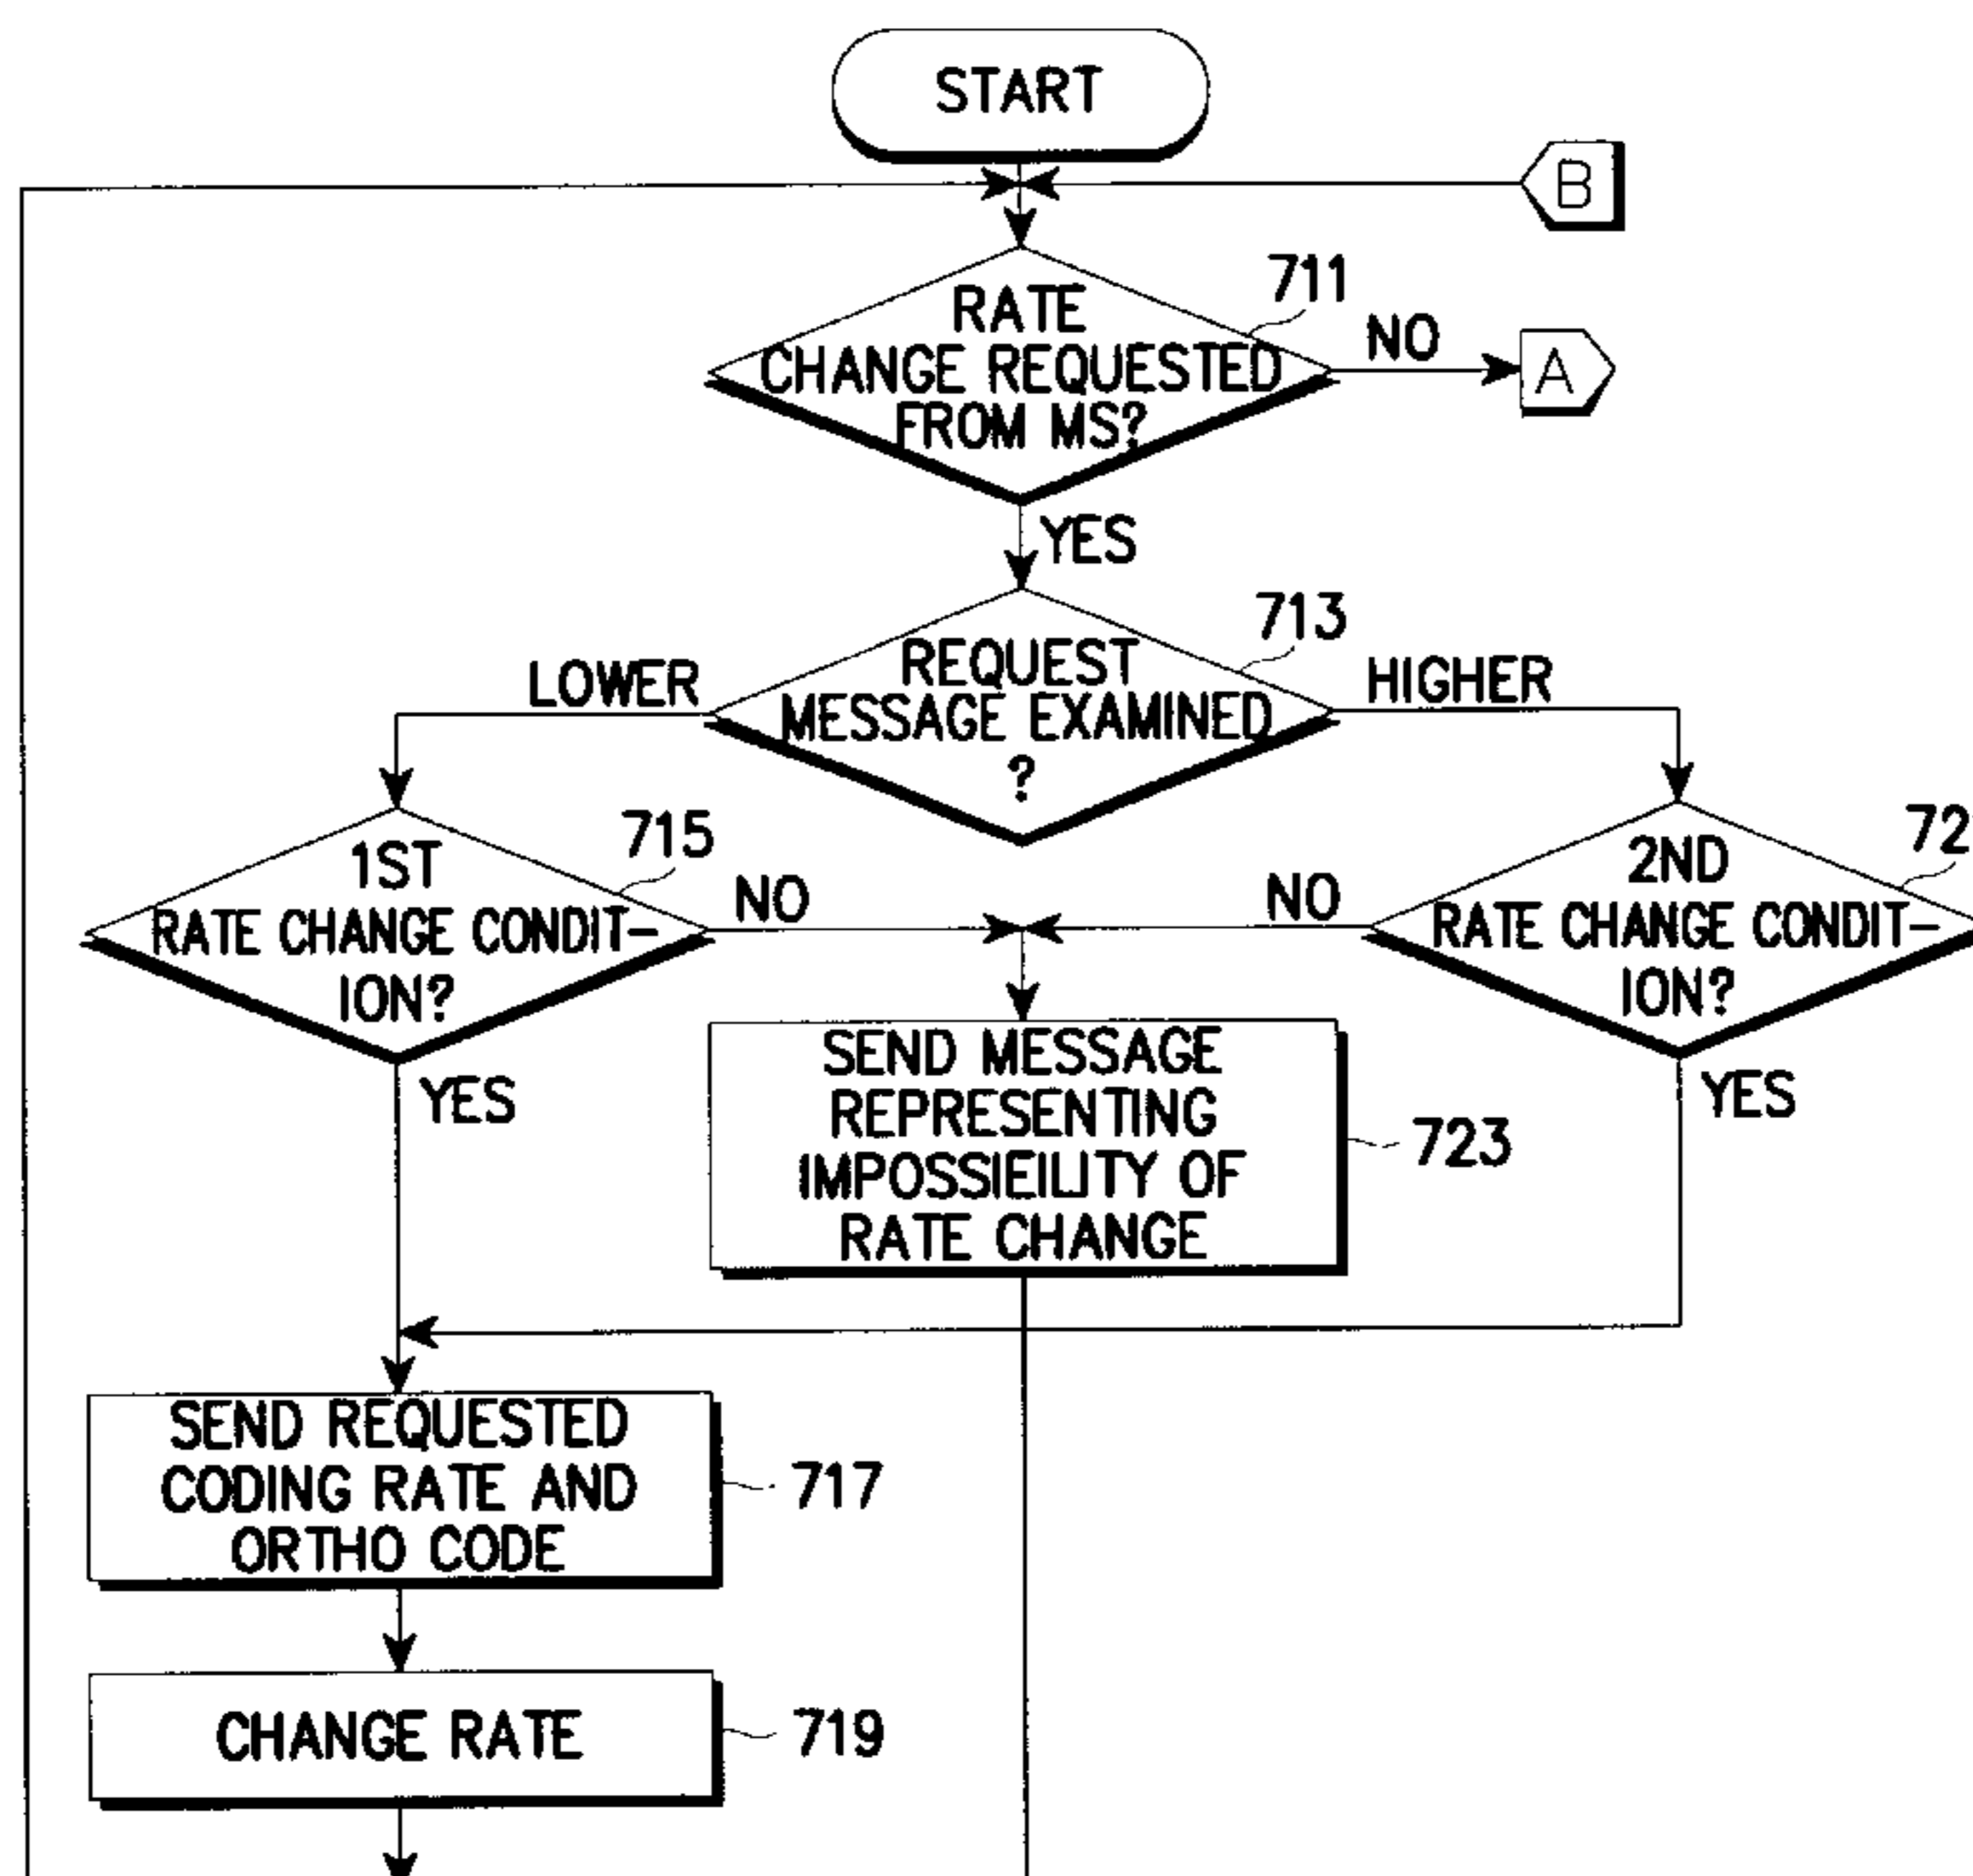 START
B
711
RATE
CHANGE REQUESTED
FROM MS?
NO
A
YES
713
REQUEST
MESSAGE EXAMINED
?
LOWER
HIGHER
715
1ST
RATE CHANGE CONDIT-
ION?
NO
YES
NO
72
2ND
RATE CHANGE CONDIT-
ION?
YES
SEND MESSAGE
REPRESENTING
IMPOSSIEILITY OF
RATE CHANGE
723
SEND REQUESTED
CODING RATE AND
ORTHO CODE
717
CHANGE RATE
719